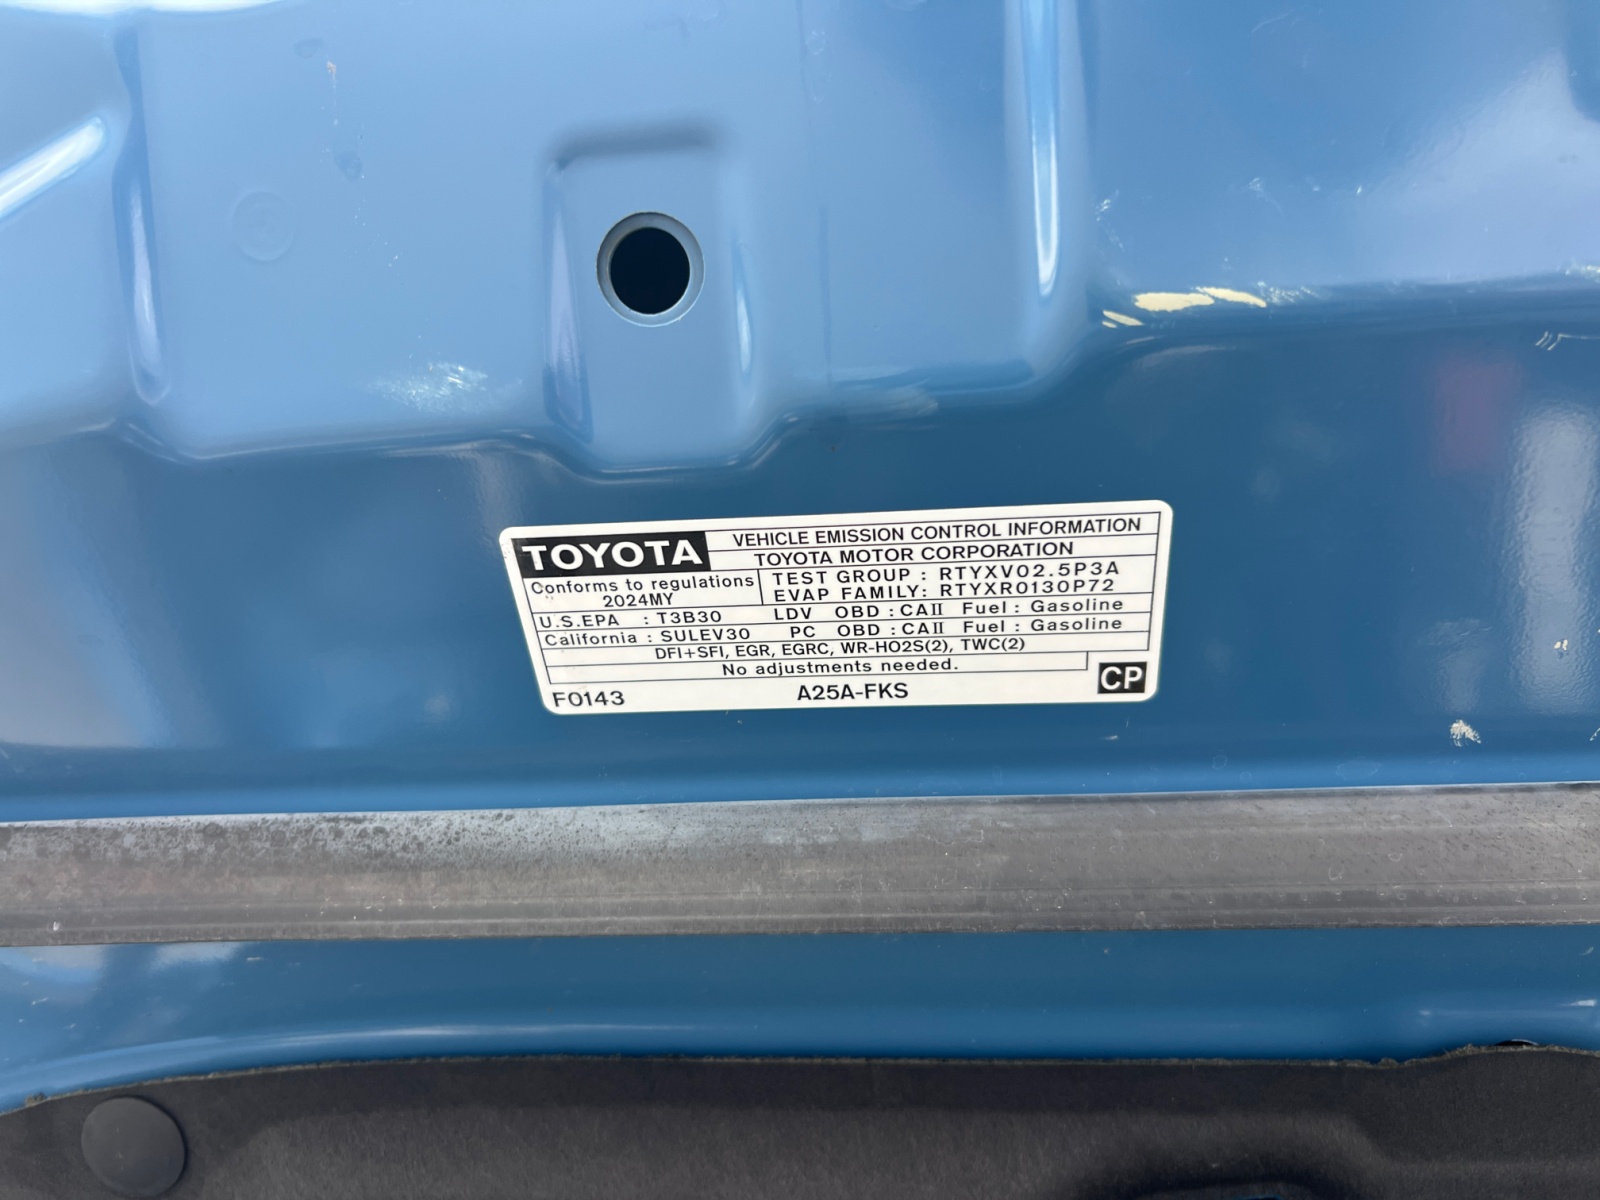 TOYOTA VEHICLE EMISSION CONTROL INFORMATION
TOYOTA MOTOR CORPORATION
Conforms to regulations
2024MY
TEST GROUP : RTYXV02.5P3A
EVAP FAMILY: RTYXR0130P72
U.S.EPA : T3B30 LDV OBD : CAII Fuel : Gasoline
California : SULEV30 PC OBD : CAII Fuel : Gasoline
DFI+SFI, EGR, EGRC, WR-HO2S(2), TWC(2)
No adjustments needed.
F0143 A25A-FKS CP